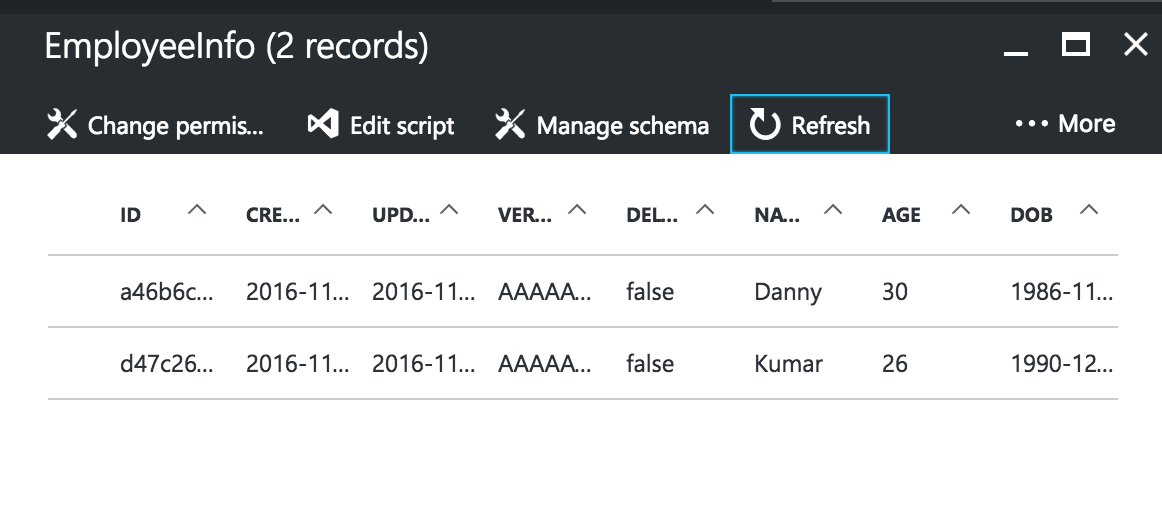 EmployeeInfo (2 records)
Change permis... Edit script Manage schema Refresh ••• More
ID CRE... UPD... VER... DEL... NA... AGE DOB
a46b6c... 2016-11... 2016-11... AAAAA... false Danny 30 1986-11...
d47c26... 2016-11... 2016-11... AAAAA... false Kumar 26 1990-12...